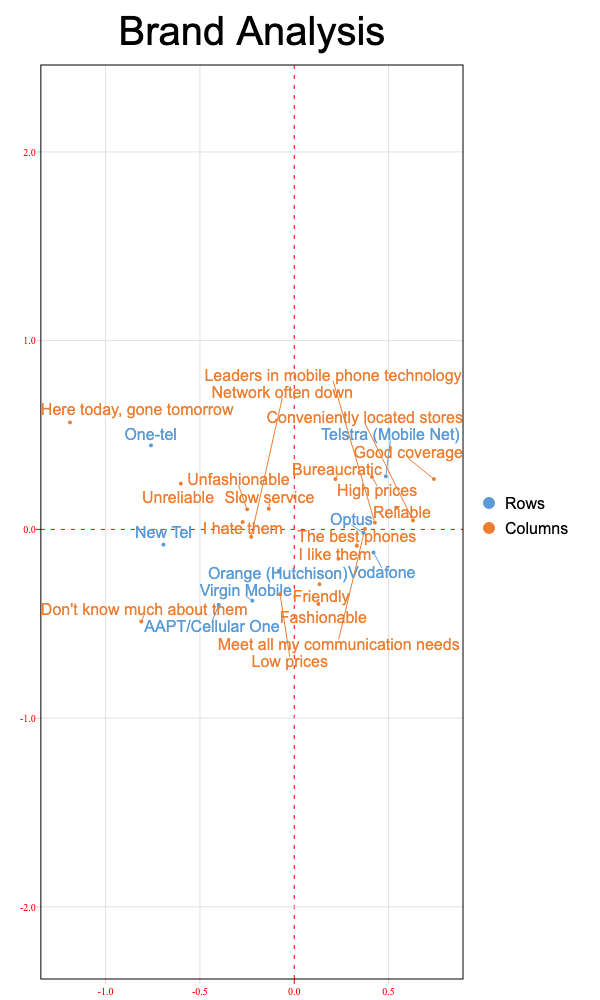 Brand Analysis
2.0
1.0
Leaders in mobile phone technology
Network often down
Here today, gone tomorrow
Conveniently located stores
One-tel
Telstra (Mobile Net)
Good coverage
Bureaucratic
Unfashionable
High prices
Unreliable
Slow service
Rows
Reliable
Optus
Columns
0.0
New Tel
I hate them
The best phones
I like them
Orange (Hutchison)
Vodafone
Virgin Mobile
Friendly
Don't know much about them
Fashionable
AAPT/Cellular One
Meet all my communication needs
Low prices
-1.0
-2.0
-1.0
-0.5
0.0
0.5